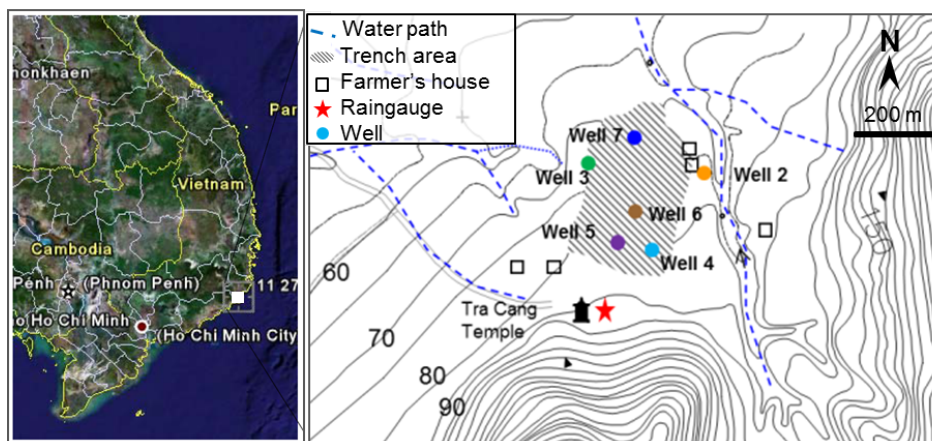 monkhaen
Par
Vietnam
Cambodia
Penh (Phnom Penh)
11 27
o(Ho Chi Minh
(Ho Chi Minh City
Water path
Trench area
Farmer's house
Raingauge
Well
N
200 m
Well 7
Well 3
Well 2
Well 6
Well 5
Well 4
150
60
70
80
90
Tra Cang
Temple